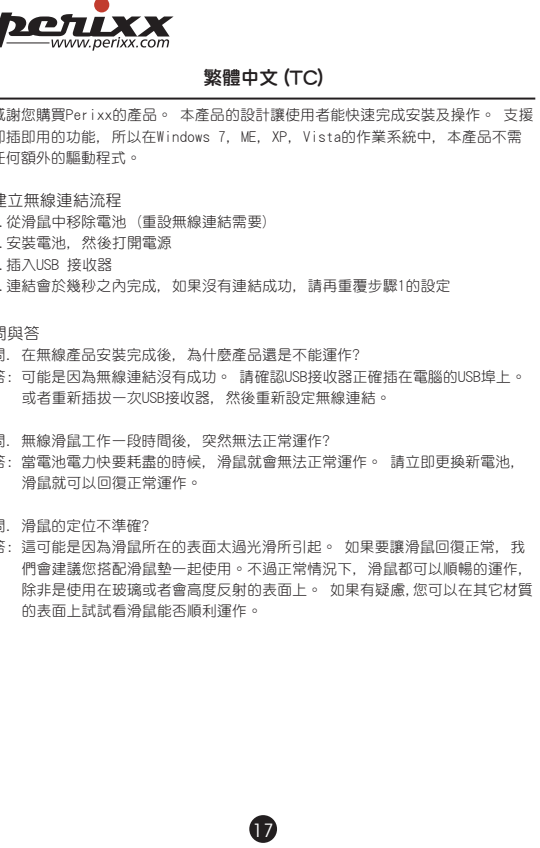 perixx
www.perixx.com
繁體中文 (TC)
感謝您購買Perixx的產品。 本產品的設計讓使用者能快速完成安裝及操作。 支援
即插即用的功能, 所以在Windows 7, ME, XP, Vista的作業系統中, 本產品不需
任何額外的驅動程式。
建立無線連結流程
.從滑鼠中移除電池 (重設無線連結需要)
.安裝電池, 然後打開電源
.插入USB 接收器
.連結會於幾秒之內完成, 如果沒有連結成功, 請再重覆步驟1的設定
問與答
問. 在無線產品安裝完成後, 為什麼產品還是不能運作?
答: 可能是因為無線連結沒有成功。 請確認USB接收器正確插在電腦的USB埠上。
或者重新插拔一次USB接收器, 然後重新設定無線連結。
問. 無線滑鼠工作一段時間後, 突然無法正常運作?
答: 當電池電力快要耗盡的時候, 滑鼠就會無法正常運作。 請立即更換新電池,
滑鼠就可以回復正常運作。
問. 滑鼠的定位不準確?
答: 這可能是因為滑鼠所在的表面太過光滑所引起。 如果要讓滑鼠回復正常, 我
們會建議您搭配滑鼠墊一起使用。不過正常情況下, 滑鼠都可以順暢的運作,
除非是使用在玻璃或者會高度反射的表面上。 如果有疑慮,您可以在其它材質
的表面上試試看滑鼠能否順利運作。
17